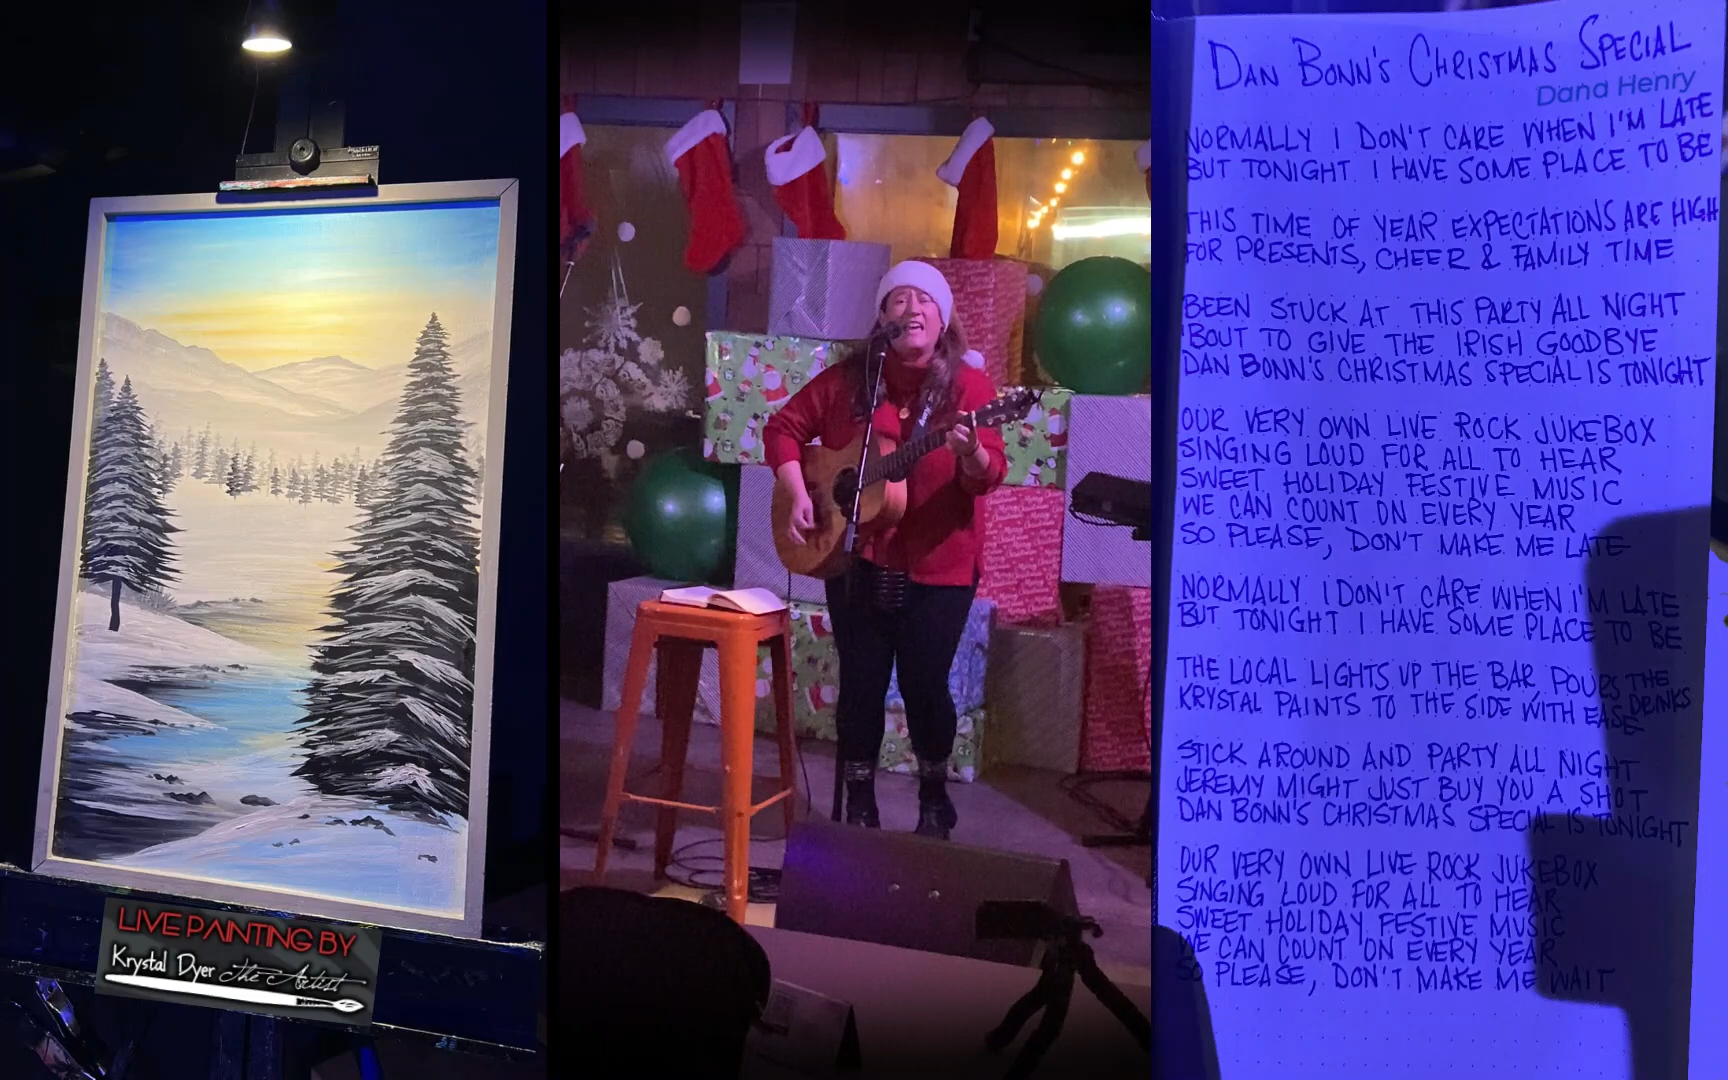 LIVE PAINTING BY
Krystal Dyer The Artist
DAN BONN'S CHRISTMAS SPECIAL
Dana Henry
NORMALLY I DON'T CARE WHEN I'M LATE
BUT TONIGHT I HAVE SOME PLACE TO BE
THIS TIME OF YEAR EXPECTATIONS ARE HIGH
FOR PRESENTS, CHEER & FAMILY TIME
BEEN STUCK AT THIS PARTY ALL NIGHT
'BOUT TO GIVE THE IRISH GOODBYE
DAN BONN'S CHRISTMAS SPECIAL IS TONIGHT
OUR VERY OWN LIVE ROCK JUKEBOX
SINGING LOUD FOR ALL TO HEAR
SWEET HOLIDAY FESTIVE MUSIC
WE CAN COUNT ON EVERY YEAR
SO PLEASE, DON'T MAKE ME LATE
NORMALLY I DON'T CARE WHEN I'M LATE
BUT TONIGHT I HAVE SOME PLACE TO BE
THE LOCAL LIGHTS UP THE BAR POURS THE DRINKS
KRYSTAL PAINTS TO THE SIDE WITH EASE
STICK AROUND AND PARTY ALL NIGHT
JEREMY MIGHT JUST BUY YOU A SHOT
DAN BONN'S CHRISTMAS SPECIAL IS TONIGHT
OUR VERY OWN LIVE ROCK JUKEBOX
SINGING LOUD FOR ALL TO HEAR
SWEET HOLIDAY FESTIVE MUSIC
WE CAN COUNT ON EVERY YEAR
SO PLEASE, DON'T MAKE ME WAIT